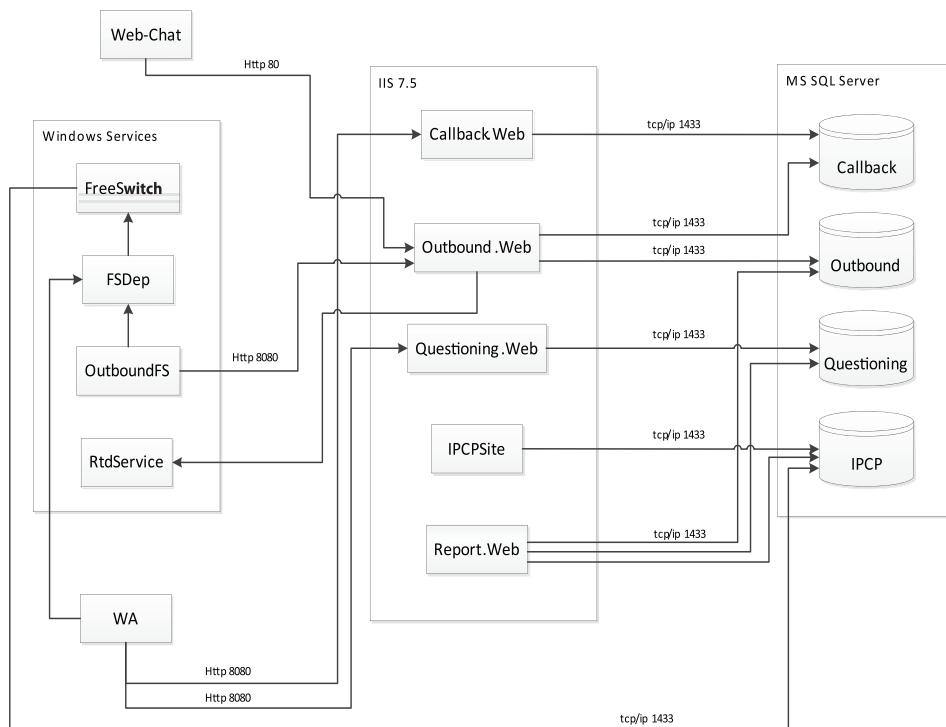 Web-Chat
Http 80
IIS 7.5
MS SQL Server
Windows Services
Callback.Web
tcp/ip 1433
Callback
FreeSwitch
Outbound .Web
tcp/ip 1433
tcp/ip 1433
Outbound
FSDep
Http 8080
Questioning .Web
tcp/ip 1433
Questioning
OutboundFS
RtdService
IPCPSite
tcp/ip 1433
IPCP
Report.Web
tcp/ip 1433
WA
Http 8080
Http 8080
tcp/ip 1433